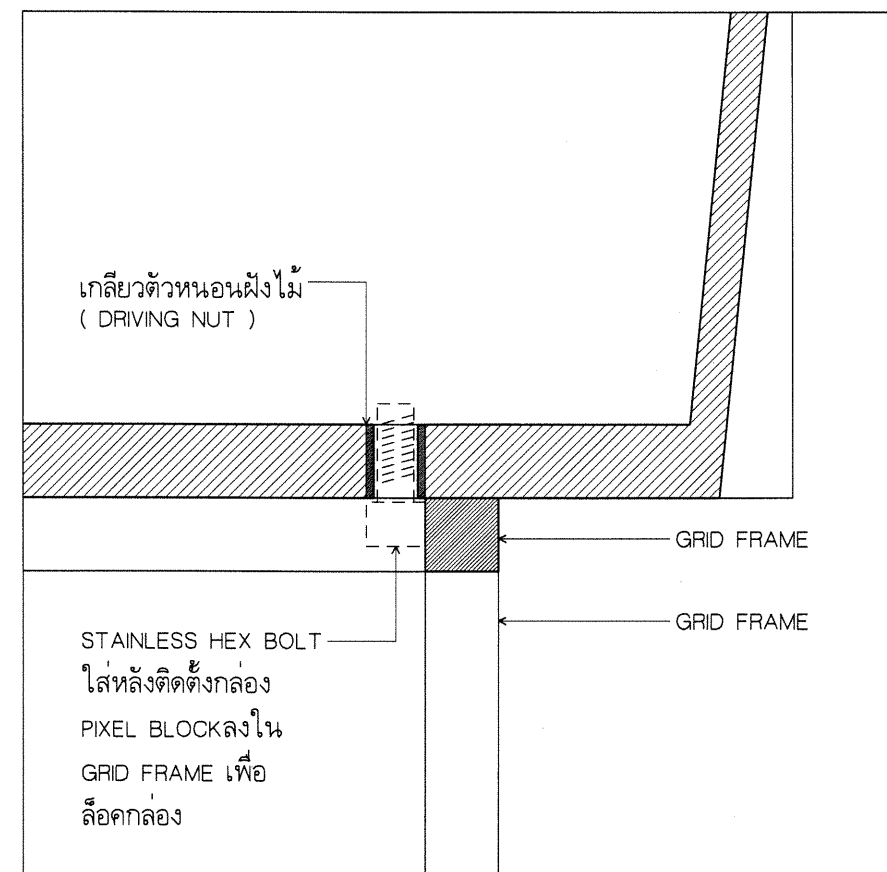 เกลียวตัวหนอนฝังไม้
( DRIVING NUT )
GRID FRAME
GRID FRAME
STAINLESS HEX BOLT
ใส่หลังติดตั้งกล่อง
PIXEL BLOCKลงใน
GRID FRAME เพื่อ
ล็อคกล่อง